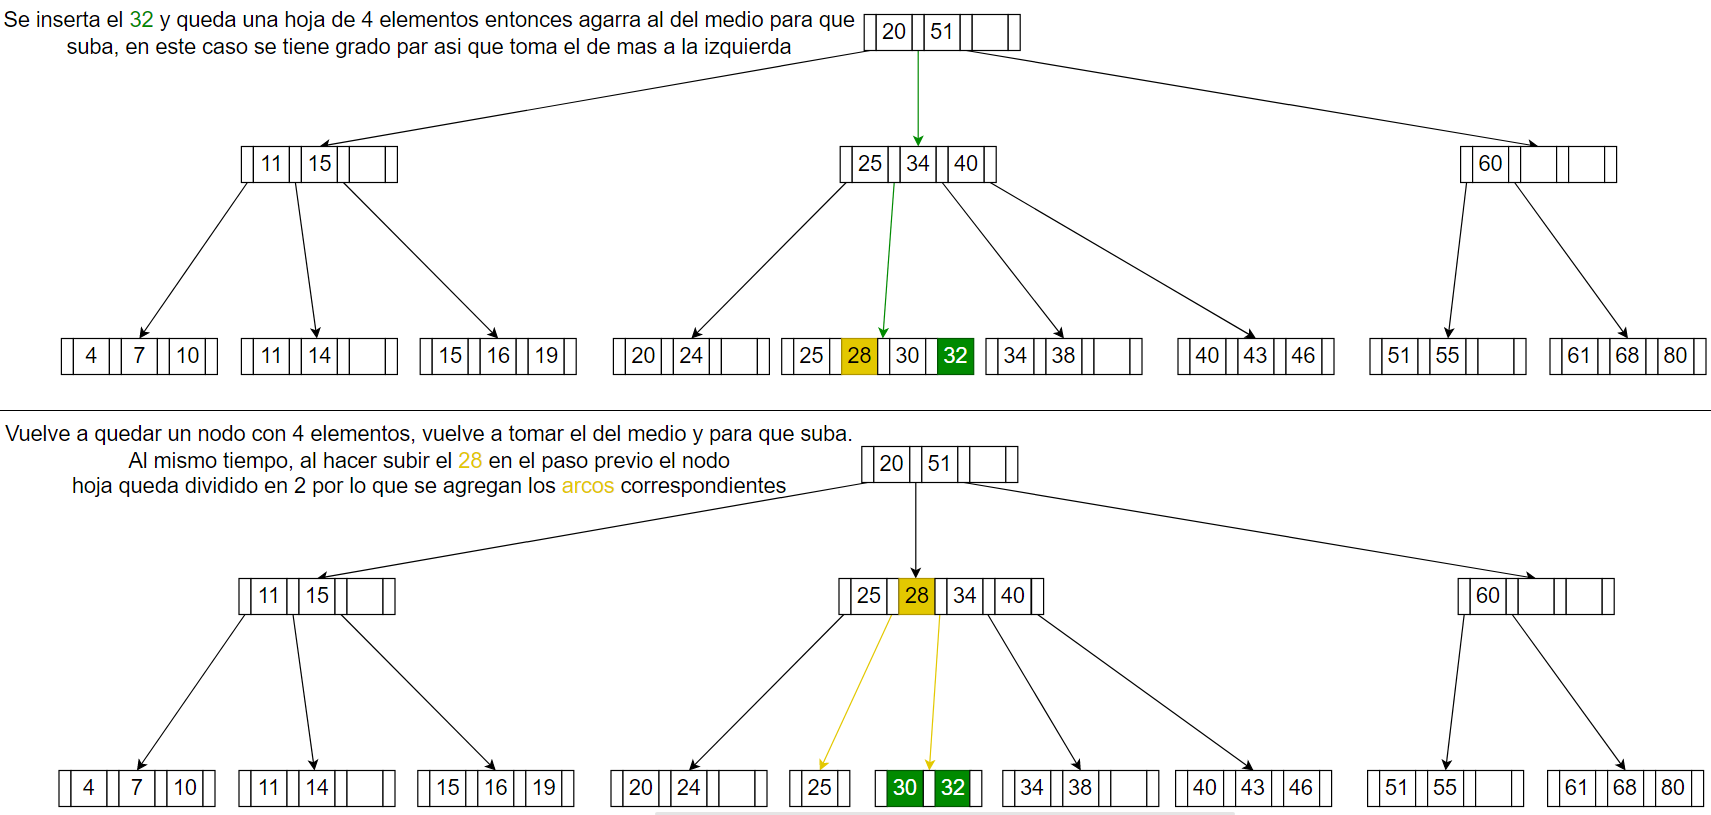 Se inserta el 32 y queda una hoja de 4 elementos entonces agarra al del medio para que
suba, en este caso se tiene grado par asi que toma el de mas a la izquierda
20 51
11 15
25 34 40
60
4 7 10
11 14
15 16 19
20 24
25 28 30 32
34 38
40 43 46
51 55
61 68 80
Vuelve a quedar un nodo con 4 elementos, vuelve a tomar el del medio y para que suba.
Al mismo tiempo, al hacer subir el 28 en el paso previo el nodo
hoja queda dividido en 2 por lo que se agregan los arcos correspondientes
20 51
11 15
25 28 34 40
60
4 7 10
11 14
15 16 19
20 24
25
30 32
34 38
40 43 46
51 55
61 68 80